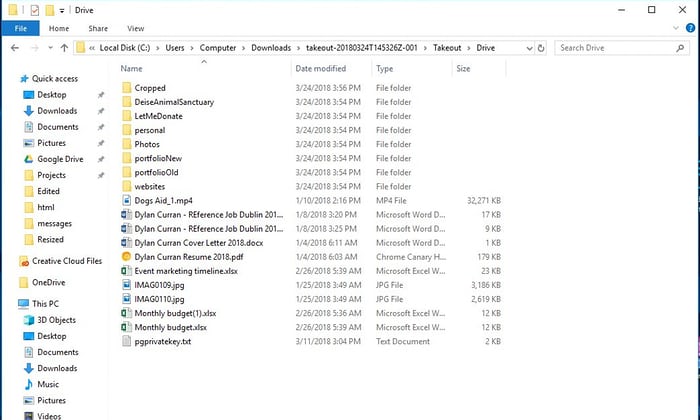 Drive
File Home Share View
Local Disk (C:) Users Computer Downloads takeout-20180324T145326Z-001 Takeout Drive Search Drive
Name Date modified Type Size
Quick access
Desktop
Downloads
Documents
Pictures
Google Drive
Projects
Edited
html
messages
Resized
Creative Cloud Files
OneDrive
This PC
3D Objects
Desktop
Documents
Downloads
Music
Pictures
Videos
Cropped 3/24/2018 3:56 PM File folder
DeiseAnimalSanctuary 3/24/2018 3:54 PM File folder
LetMeDonate 3/24/2018 3:54 PM File folder
personal 3/24/2018 3:54 PM File folder
Photos 3/24/2018 3:54 PM File folder
portfolioNew 3/24/2018 3:54 PM File folder
portfolioOld 3/24/2018 3:54 PM File folder
websites 3/24/2018 3:54 PM File folder
Dogs Aid_1.mp4 1/10/2018 2:16 PM MP4 File 32,271 KB
Dylan Curran - REference Job Dublin 201... 1/8/2018 3:20 PM Microsoft Word D... 17 KB
Dylan Curran - REference Job Dublin 201... 1/8/2018 3:25 PM Microsoft Word D... 9 KB
Dylan Curran Cover Letter 2018.docx 1/4/2018 6:11 AM Microsoft Word D... 1 KB
Dylan Curran Resume 2018.pdf 1/4/2018 6:03 AM Chrome Canary H... 179 KB
Event marketing timeline.xlsx 2/26/2018 5:39 AM Microsoft Excel W... 23 KB
IMAG0109.jpg 1/25/2018 3:49 AM JPG File 3,186 KB
IMAG0110.jpg 1/25/2018 3:49 AM JPG File 2,619 KB
Monthly budget(1).xlsx 2/26/2018 5:36 AM Microsoft Excel W... 12 KB
Monthly budget.xlsx 2/26/2018 5:39 AM Microsoft Excel W... 12 KB
pgprivatekey.txt 3/11/2018 3:04 PM Text Document 2 KB